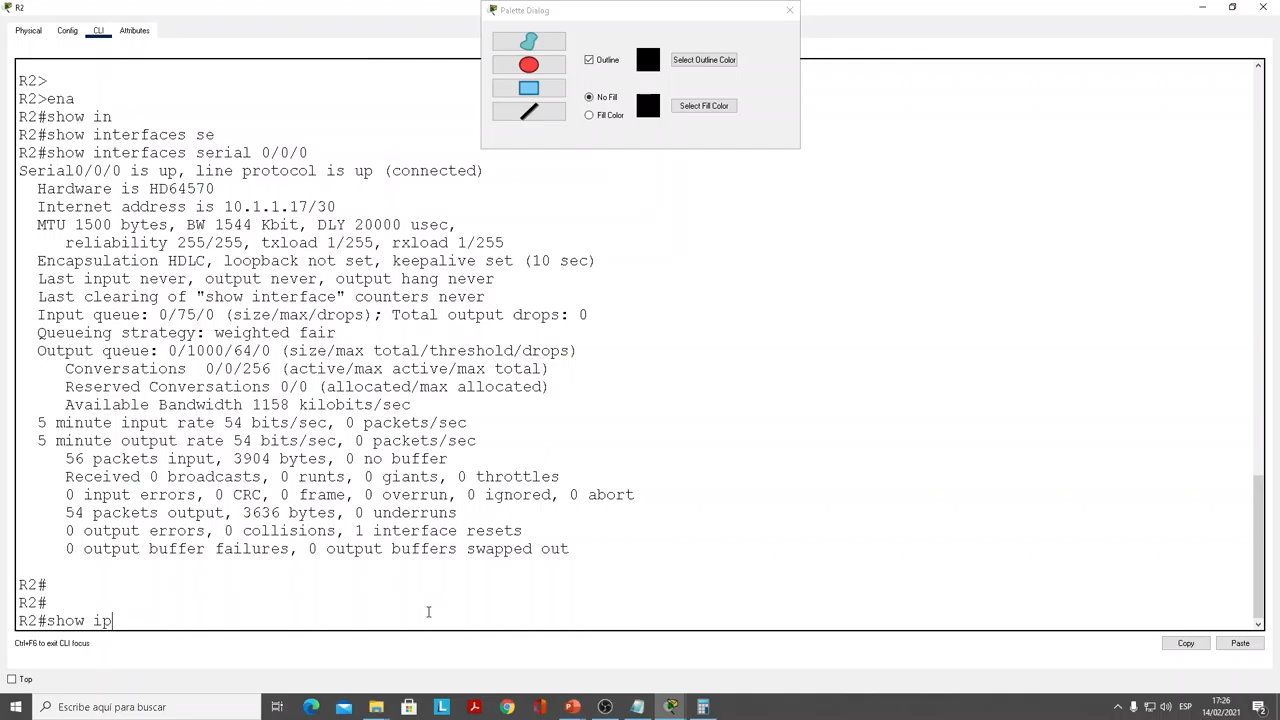 R2
Physical Config CLI Attributes
Palette Dialog
Outline
Select Outline Color
No Fill
Fill Color
Select Fill Color
R2>
R2>ena
R2#show in
R2#show interfaces se
R2#show interfaces serial 0/0/0
Serial0/0/0 is up, line protocol is up (connected)
Hardware is HD64570
Internet address is 10.1.1.17/30
MTU 1500 bytes, BW 1544 Kbit, DLY 20000 usec,
reliability 255/255, txload 1/255, rxload 1/255
Encapsulation HDLC, loopback not set, keepalive set (10 sec)
Last input never, output never, output hang never
Last clearing of "show interface" counters never
Input queue: 0/75/0 (size/max/drops); Total output drops: 0
Queueing strategy: weighted fair
Output queue: 0/1000/64/0 (size/max total/threshold/drops)
Conversations 0/0/256 (active/max active/max total)
Reserved Conversations 0/0 (allocated/max allocated)
Available Bandwidth 1158 kilobits/sec
5 minute input rate 54 bits/sec, 0 packets/sec
5 minute output rate 54 bits/sec, 0 packets/sec
56 packets input, 3904 bytes, 0 no buffer
Received 0 broadcasts, 0 runts, 0 giants, 0 throttles
0 input errors, 0 CRC, 0 frame, 0 overrun, 0 ignored, 0 abort
54 packets output, 3636 bytes, 0 underruns
0 output errors, 0 collisions, 1 interface resets
0 output buffer failures, 0 output buffers swapped out
R2#
R2#
R2#show ip
Ctrl+F6 to exit CLI focus
Copy Paste
Top
Escribe aquí para buscar
ESP
17:26
14/02/2021